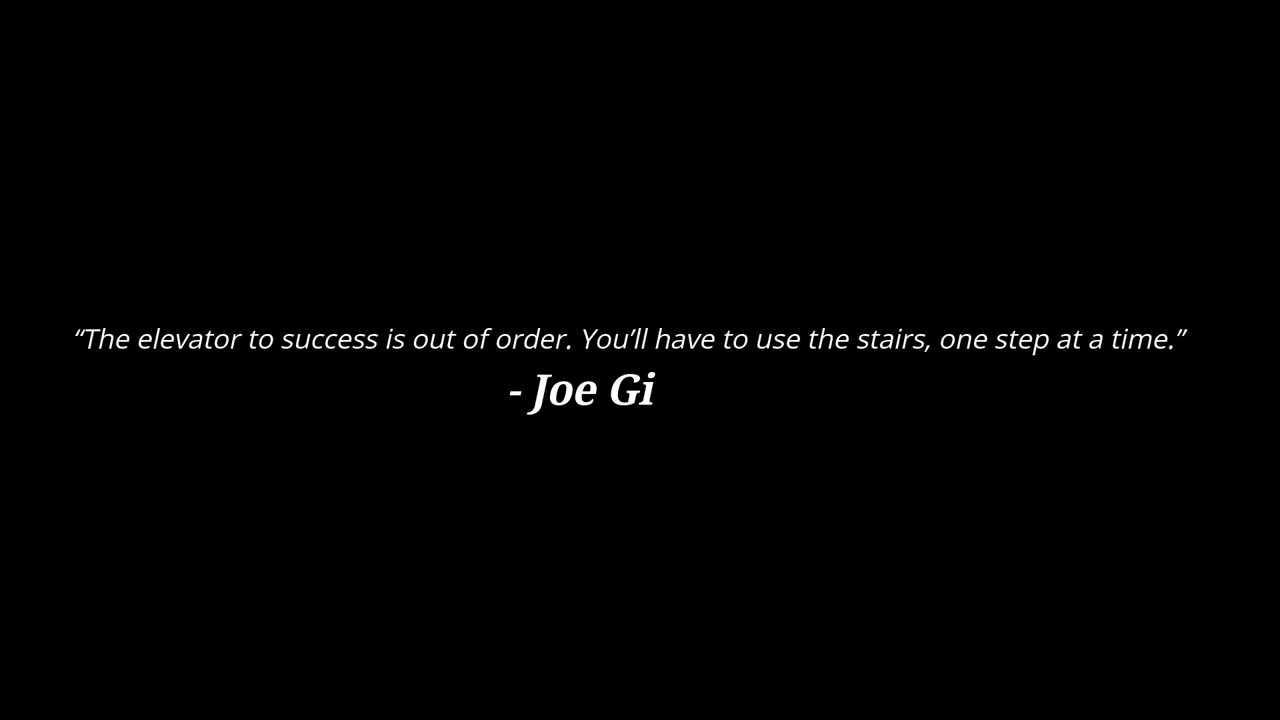 “The elevator to success is out of order. You’ll have to use the stairs, one step at a time.”
- Joe Gi